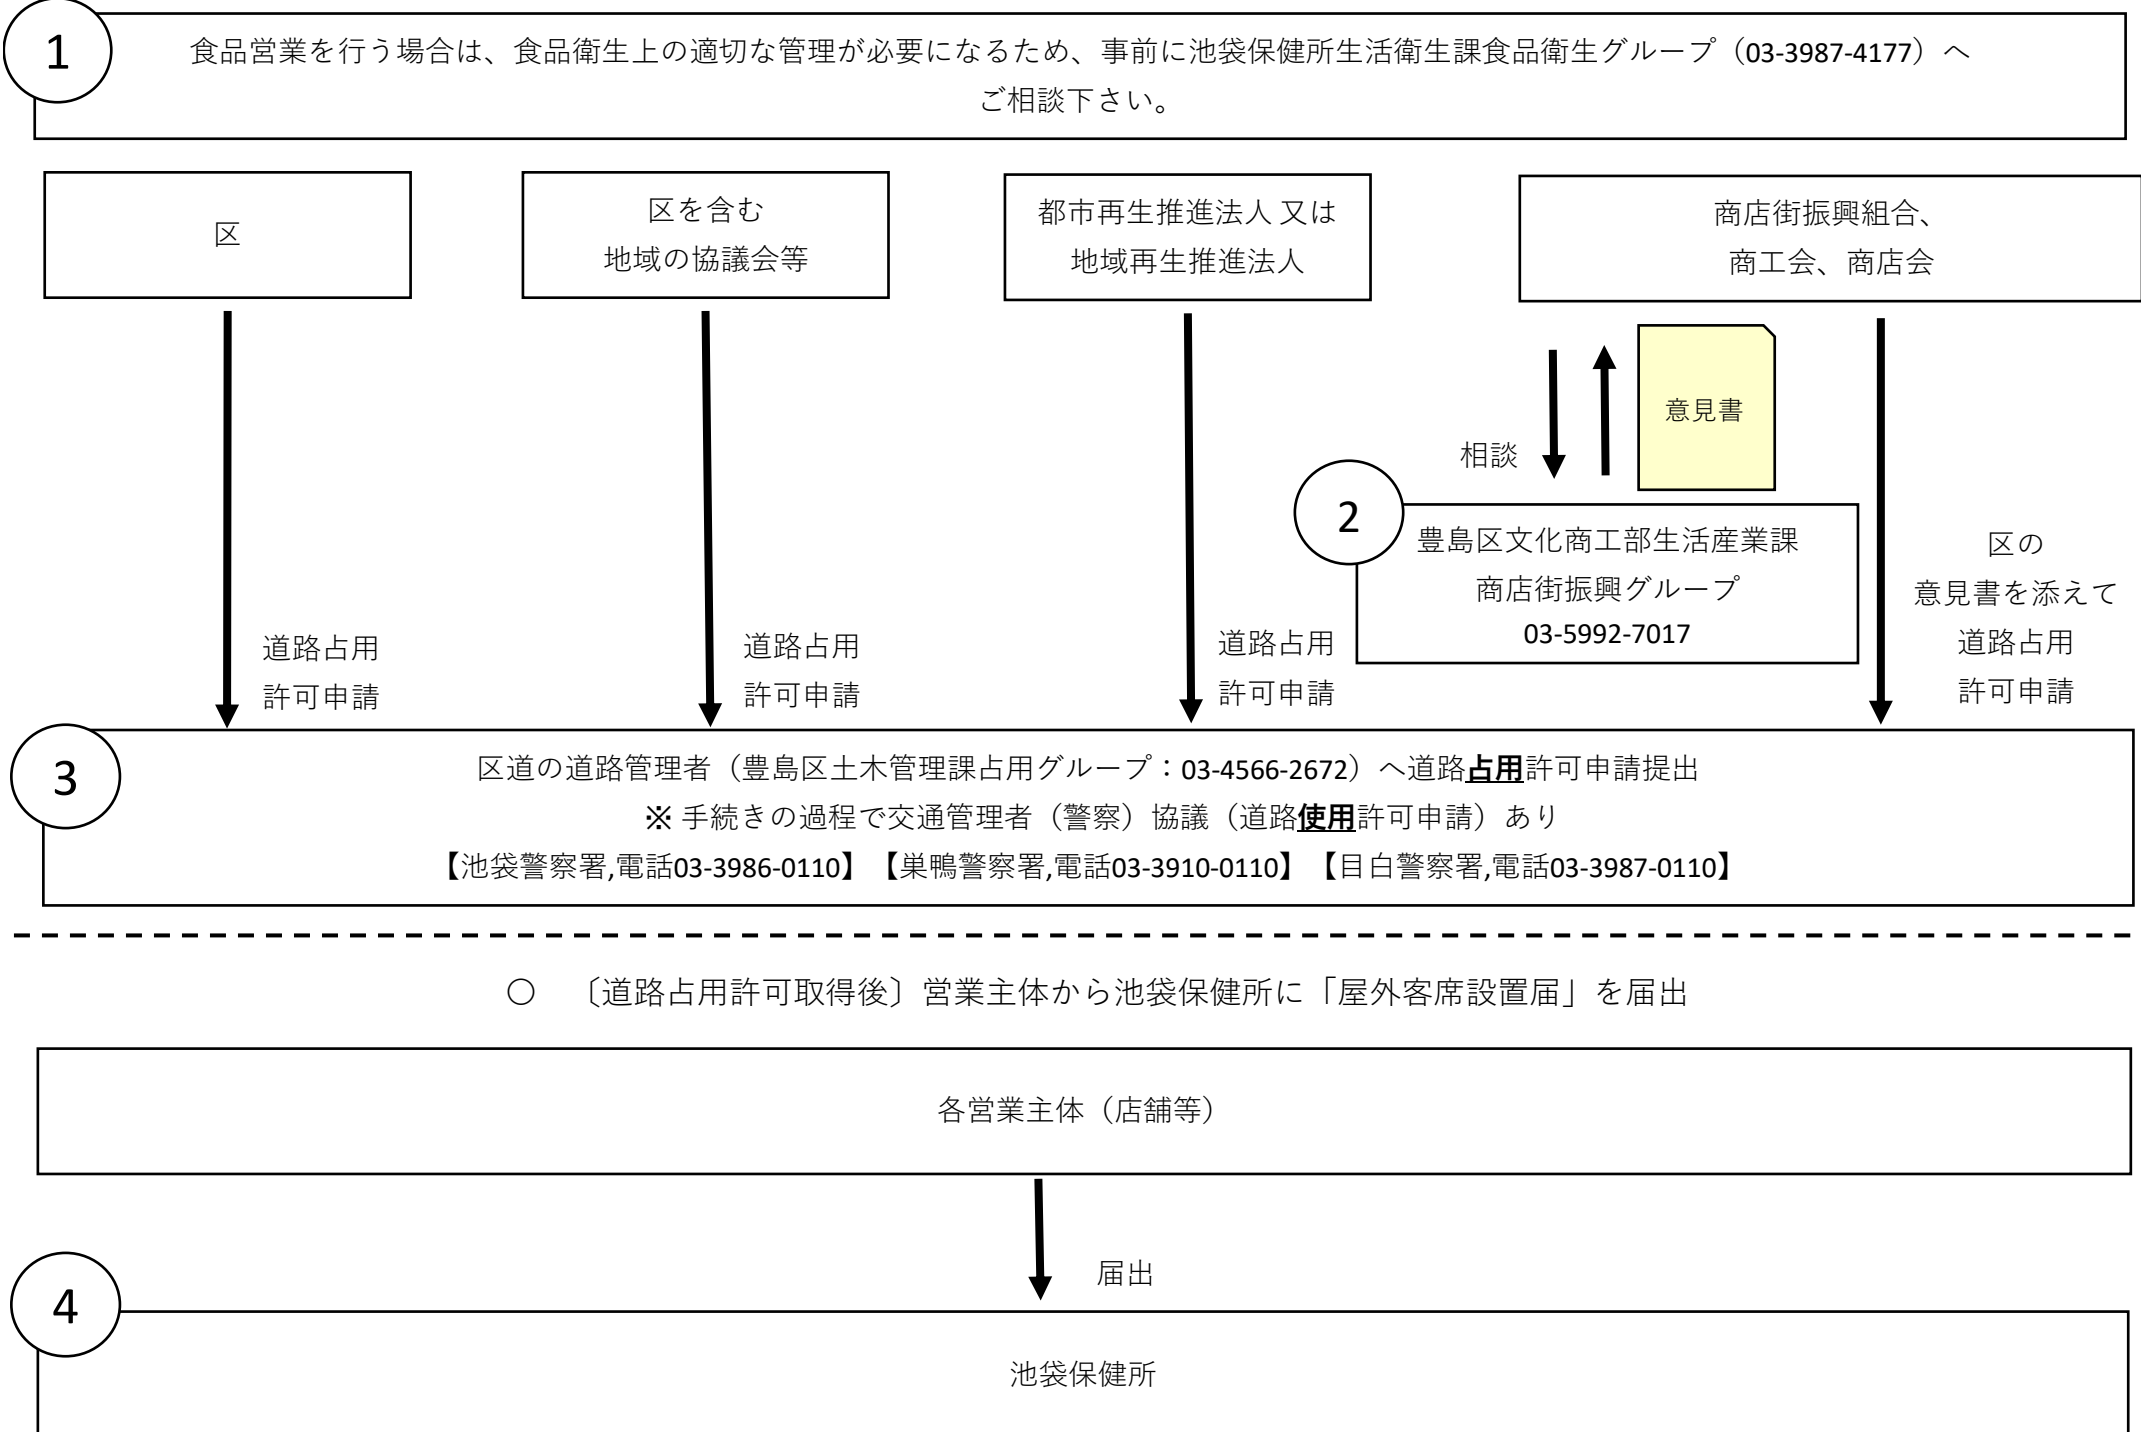 1
食品営業を行う場合は、食品衛生上の適切な管理が必要になるため、事前に池袋保健所生活衛生課食品衛生グループ（03-3987-4177）へ
ご相談下さい。
区
区を含む
地域の協議会等
都市再生推進法人 又は
地域再生推進法人
商店街振興組合、
商工会、商店会
意見書
相談
2
豊島区文化商工部生活産業課
商店街振興グループ
03-5992-7017
道路占用
許可申請
道路占用
許可申請
道路占用
許可申請
区の
意見書を添えて
道路占用
許可申請
3
区道の道路管理者（豊島区土木管理課占用グループ：03-4566-2672）へ道路占用許可申請提出
※ 手続きの過程で交通管理者（警察）協議（道路使用許可申請）あり
【池袋警察署,電話03-3986-0110】【巣鴨警察署,電話03-3910-0110】【目白警察署,電話03-3987-0110】
○　〔道路占用許可取得後〕営業主体から池袋保健所に「屋外客席設置届」を届出
各営業主体（店舗等）
届出
4
池袋保健所